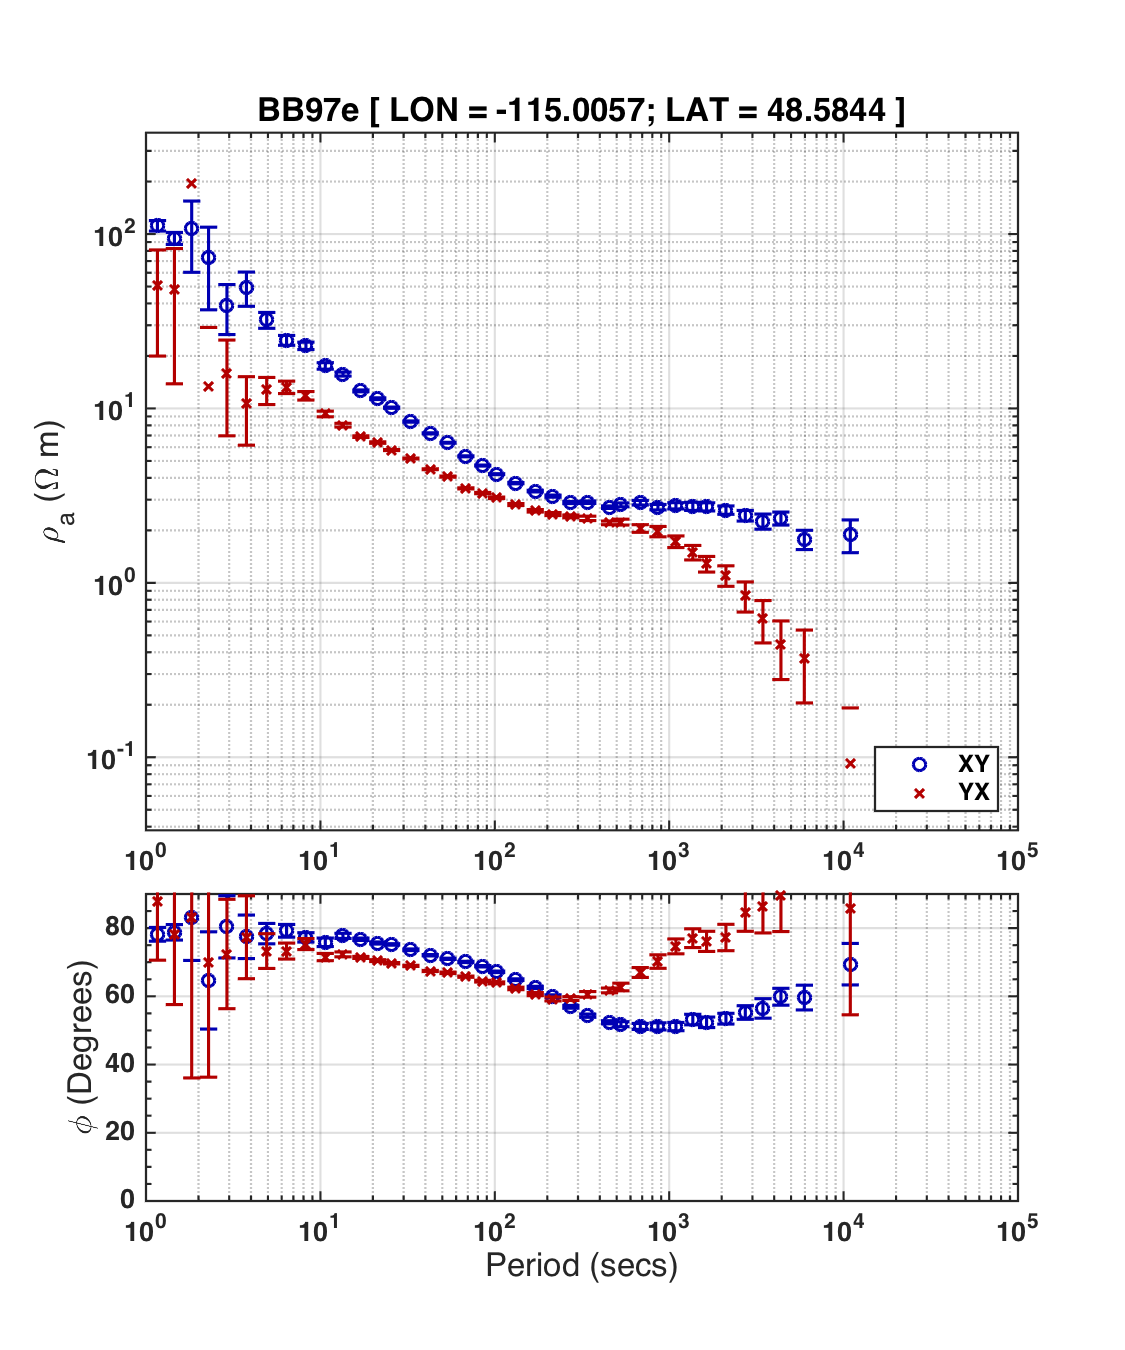 BB97e [ LON = -115.0057; LAT = 48.5844 ]
ρa (Ω m)
10^2
10^1
10^0
10^-1
XY
YX
10^0 10^1 10^2 10^3 10^4 10^5
ϕ (Degrees)
80
60
40
20
0
10^0 10^1 10^2 10^3 10^4 10^5
Period (secs)